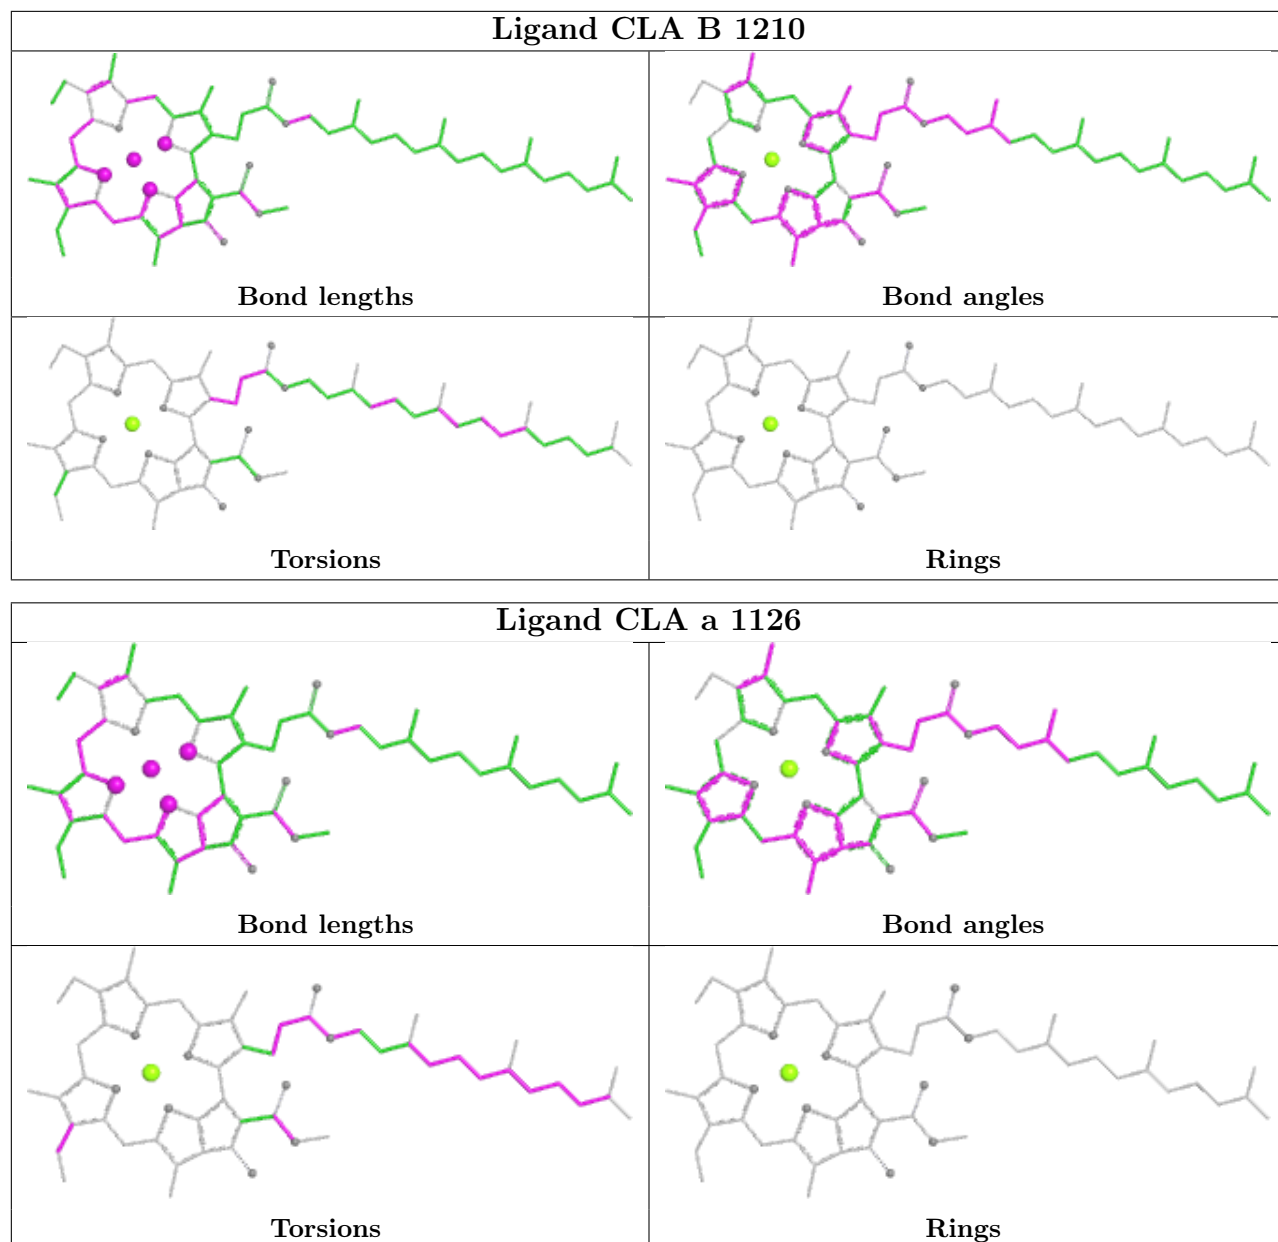 Ligand CLA B 1210
Bond lengths
Bond angles
Torsions
Rings
Ligand CLA a 1126
Bond lengths
Bond angles
Torsions
Rings